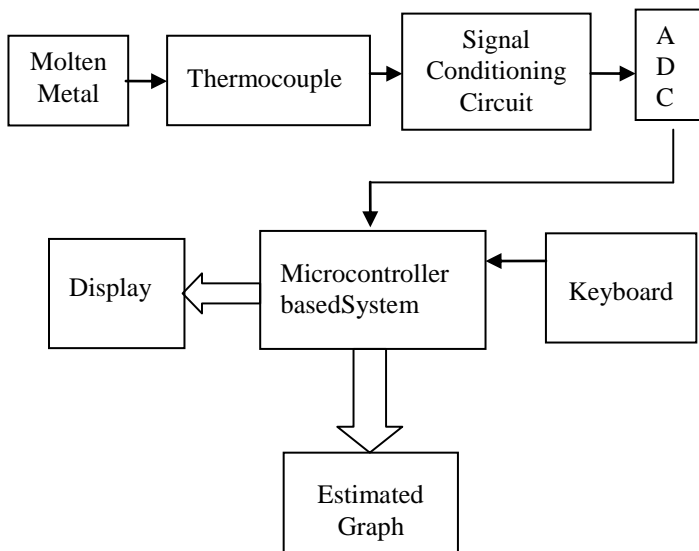 Molten
Metal
Thermocouple
Signal
Conditioning
Circuit
A
D
C
Display
Microcontroller
basedSystem
Keyboard
Estimated
Graph